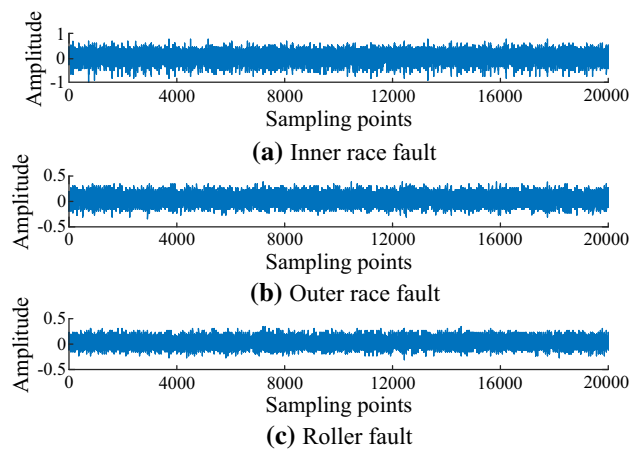 Amplitude
1
0
-1
0 4000 8000 12000 16000 20000
Sampling points
(a) Inner race fault
Amplitude
0.5
0
-0.5
0 4000 8000 12000 16000 20000
Sampling points
(b) Outer race fault
Amplitude
0.5
0
-0.5
0 4000 8000 12000 16000 20000
Sampling points
(c) Roller fault